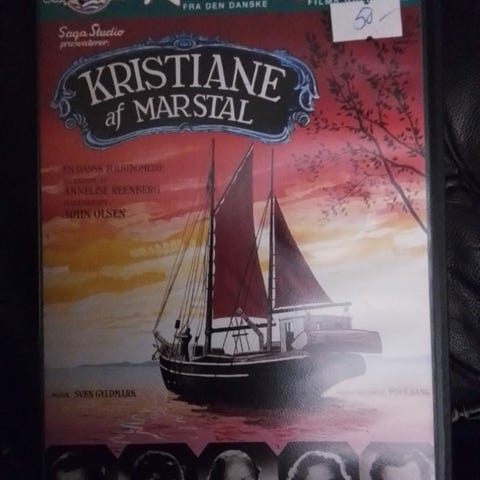 FRA DEN DANSKE
50.-
Saga Studio
præsenterer:
KRISTIANE
af MARSTAL
EN DANSK FOLKEKOMEDIE
ANNELISE REENBERG
JOHN OLSEN
SVEN GYLDMARK
POUL BANG